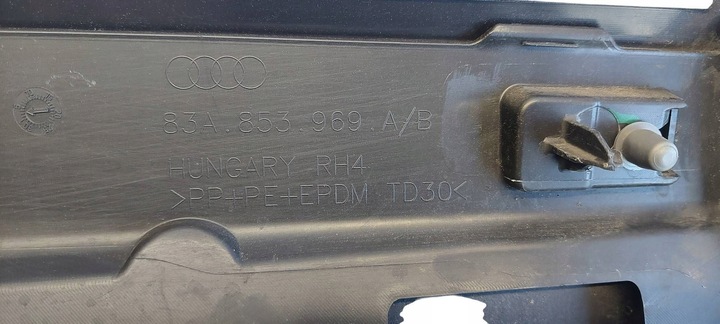 83A.853 969.A/B
HUNGARY RH4
>PP+PE+EPDM TD30<